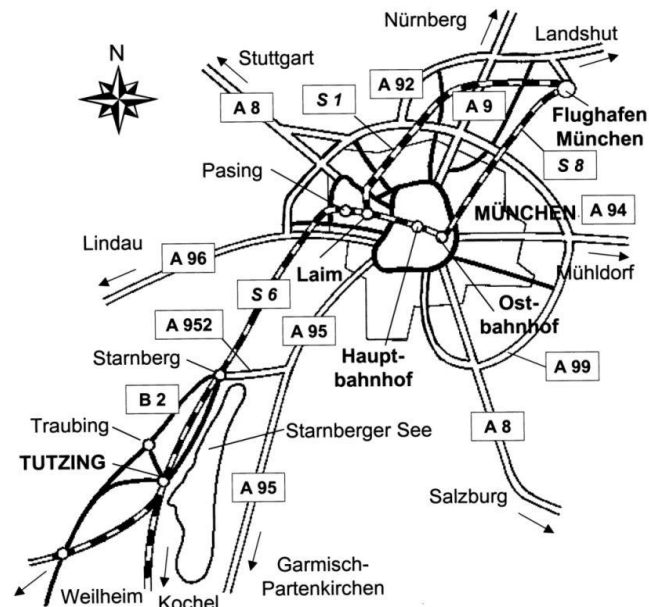 Nürnberg
Landshut
N
Stuttgart
A 92
A 8
S 1
A 9
Flughafen
München
S 8
Pasing
MÜNCHEN
A 94
Lindau
A 96
Laim
Mühldorf
S 6
Ost-
bahnhof
A 952
A 95
Starnberg
Haupt-
bahnhof
A 99
B 2
Traubing
Starnberger See
A 8
TUTZING
A 95
Salzburg
Garmisch-
Partenkirchen
Weilheim
Kochel